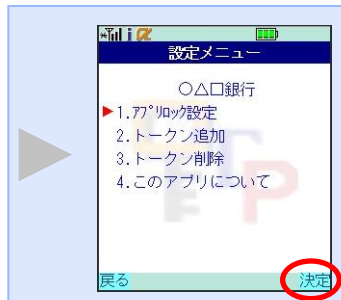 i α
設定メニュー
○△□銀行
1.アプリロック設定
2.トークン追加
3.トークン削除
4.このアプリについて
戻る 決定